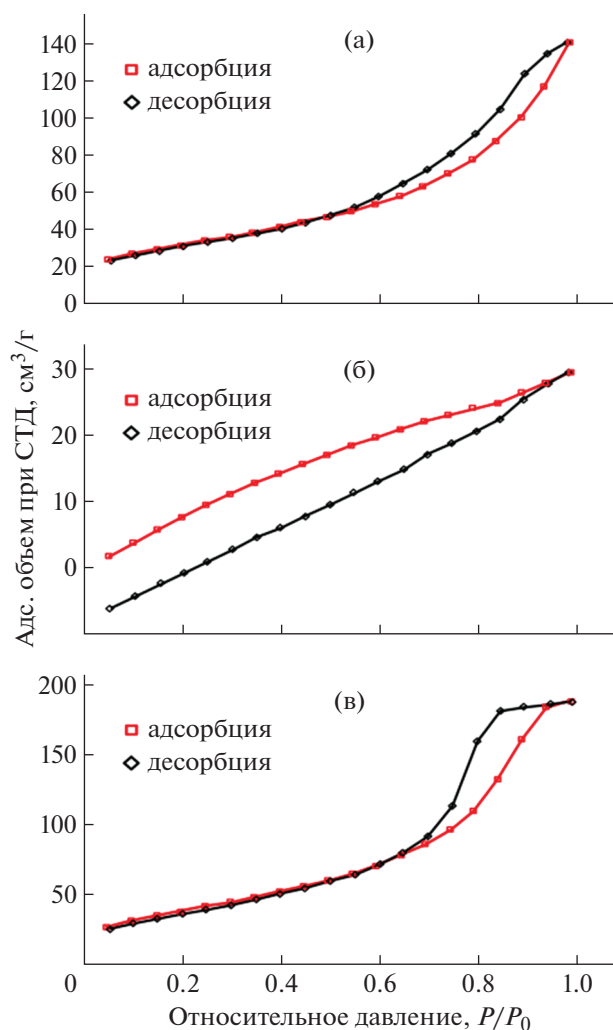 (а)
140
адсорбция
120
десорбция
100
80
60
40
20
0
(б)
30
адсорбция
20
десорбция
10
0
Адс. объем при СТД, см³/г
(в)
200
адсорбция
150
десорбция
100
50
0 0.2 0.4 0.6 0.8 1.0
Относительное давление, P/P₀